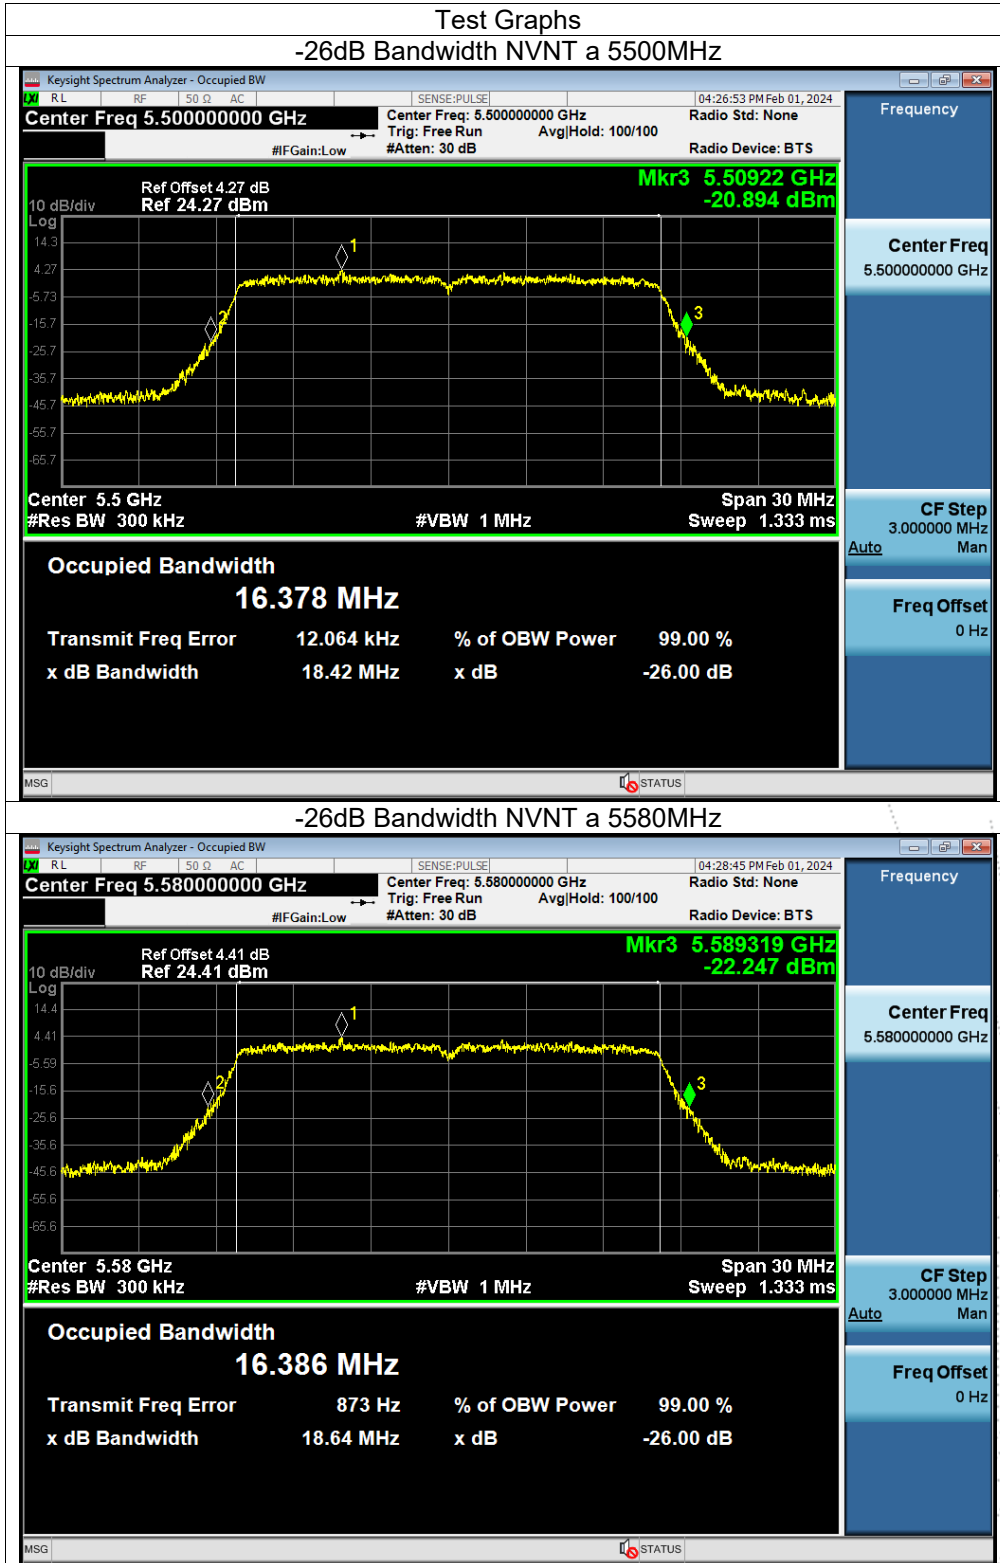 Test Graphs
-26dB Bandwidth NVNT a 5500MHz
Keysight Spectrum Analyzer - Occupied BW
LXI RL RF 50 Ω AC SENSE:PULSE 04:26:53 PM Feb 01, 2024
Center Freq 5.500000000 GHz
Center Freq: 5.500000000 GHz Radio Std: None
Trig: Free Run Avg|Hold: 100/100
#IFGain:Low #Atten: 30 dB Radio Device: BTS
Frequency
Mkr3 5.50922 GHz
-20.894 dBm
Ref Offset 4.27 dB
10 dB/div Ref 24.27 dBm
Log
14.3
4.27
-5.73
-15.7
-25.7
-35.7
-45.7
-55.7
-65.7
1
2
3
Center 5.5 GHz Span 30 MHz
#Res BW 300 kHz #VBW 1 MHz Sweep 1.333 ms
Center Freq
5.500000000 GHz
CF Step
3.000000 MHz
Auto Man
Freq Offset
0 Hz
Occupied Bandwidth
16.378 MHz
Transmit Freq Error 12.064 kHz % of OBW Power 99.00 %
x dB Bandwidth 18.42 MHz x dB -26.00 dB
MSG STATUS
-26dB Bandwidth NVNT a 5580MHz
Keysight Spectrum Analyzer - Occupied BW
LXI RL RF 50 Ω AC SENSE:PULSE 04:28:45 PM Feb 01, 2024
Center Freq 5.580000000 GHz
Center Freq: 5.580000000 GHz Radio Std: None
Trig: Free Run Avg|Hold: 100/100
#IFGain:Low #Atten: 30 dB Radio Device: BTS
Frequency
Mkr3 5.589319 GHz
-22.247 dBm
Ref Offset 4.41 dB
10 dB/div Ref 24.41 dBm
Log
14.4
4.41
-5.59
-15.6
-25.6
-35.6
-45.6
-55.6
-65.6
1
2
3
Center 5.58 GHz Span 30 MHz
#Res BW 300 kHz #VBW 1 MHz Sweep 1.333 ms
Center Freq
5.580000000 GHz
CF Step
3.000000 MHz
Auto Man
Freq Offset
0 Hz
Occupied Bandwidth
16.386 MHz
Transmit Freq Error 873 Hz % of OBW Power 99.00 %
x dB Bandwidth 18.64 MHz x dB -26.00 dB
MSG STATUS